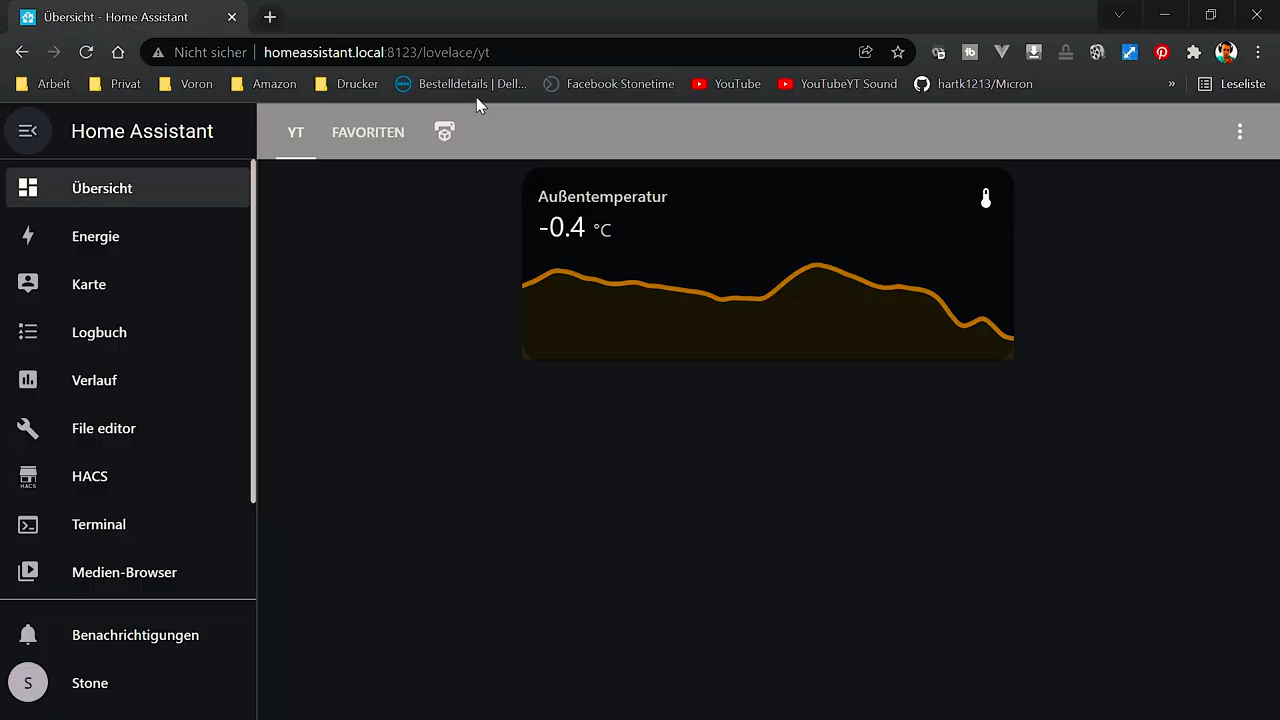 Übersicht - Home Assistant
Nicht sicher homeassistant.local:8123/lovelace/yt
Arbeit Privat Voron Amazon Drucker Bestelldetails | Dell... Facebook Stonetime YouTube YouTubeYT Sound hartk1213/Micron » Leseliste
Home Assistant
YT FAVORITEN
Übersicht
Energie
Karte
Logbuch
Verlauf
File editor
HACS
HACS
Terminal
Medien-Browser
Benachrichtigungen
S Stone
Außentemperatur
-0.4 °C